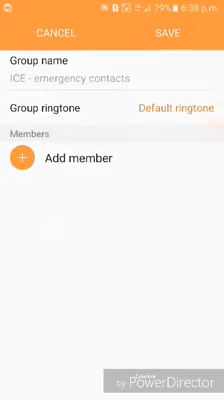 79% 6:38 p.m.
CANCEL SAVE
Group name
ICE - emergency contacts
Group ringtone Default ringtone
Members
Add member
CyberLink
by PowerDirector